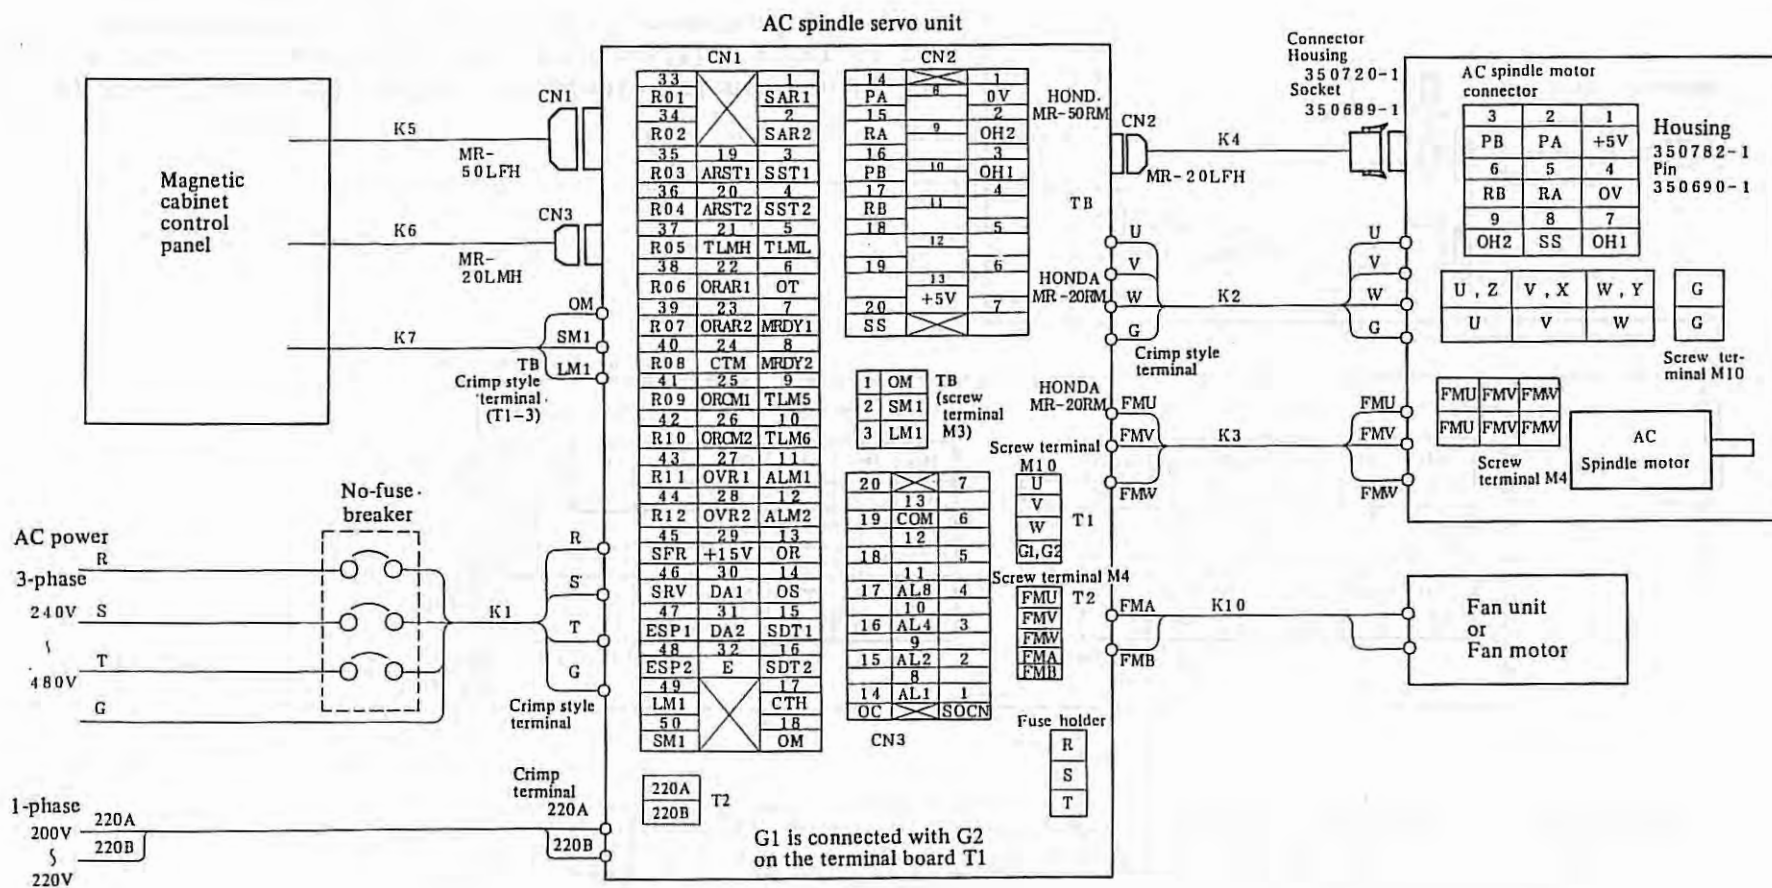 AC spindle servo unit
Magnetic
cabinet
control
panel
K5
CN1
MR-
50LFH
K6
CN3
MR-
20LMH
K7
OM
SM1
LM1
TB
Crimp style
terminal
(T1-3)
No-fuse
breaker
AC power
R
3-phase
240V
S
T
480V
G
K1
R
S
T
G
Crimp style
terminal
1-phase
200V
220V
220A
220B
Crimp
terminal
220A
220B
CN1
33 1
R01 SAR1
34 2
R02 SAR2
35 19 3
R03 ARST1 SST1
36 20 4
R04 ARST2 SST2
37 21 5
R05 TLMH TLML
38 22 6
R06 ORAR1 OT
39 23 7
R07 ORAR2 MRDY1
40 24 8
R08 CTM MRDY2
41 25 9
R09 ORCM1 TLM5
42 26 10
R10 ORCM2 TLM6
43 27 11
R11 OVR1 ALM1
44 28 12
R12 OVR2 ALM2
45 29 13
SFR +15V OR
46 30 14
SRV DA1 OS
47 31 15
ESP1 DA2 SDT1
48 32 16
ESP2 E SDT2
49 17
LM1 CTH
50 18
SM1 OM
220A
220B
T2
CN2
14 1
8
PA 0V
15 2
RA 9 OH2
16 3
PB 10 OH1
17 4
RB 11
18 5
12
19 6
13
+5V
20 7
SS
1 OM
2 SM1
3 LM1
TB
(screw
terminal
M3)
20 7
13
19 COM 6
12
18 5
11
17 AL8 4
10
16 AL4 3
9
15 AL2 2
8
14 AL1 1
OC SOCN
CN3
HOND.
MR-50RM
TB
HONDA
MR-20RM
HONDA
MR-20RM
Screw terminal
M10
U
V
W
G1,G2
T1
Screw terminal M4
FMU
FMV
FMW
FMA
FMB
T2
Fuse holder
R
S
T
G1 is connected with G2
on the terminal board T1
CN2
K4
MR-20LFH
Connector
Housing
350720-1
Socket
350689-1
U
V
W
G
K2
U
V
W
G
Crimp style
terminal
FMU
FMV
FMW
K3
FMU
FMV
FMW
FMA
FMB
K10
AC spindle motor
connector
3 2 1
PB PA +5V
6 5 4
RB RA OV
9 8 7
OH2 SS OH1
Housing
350782-1
Pin
350690-1
U,Z V,X W,Y
U V W
G
G
Screw ter-
minal M10
FMU FMV FMW
FMU FMV FMW
Screw
terminal M4
AC
Spindle motor
Fan unit
or
Fan motor